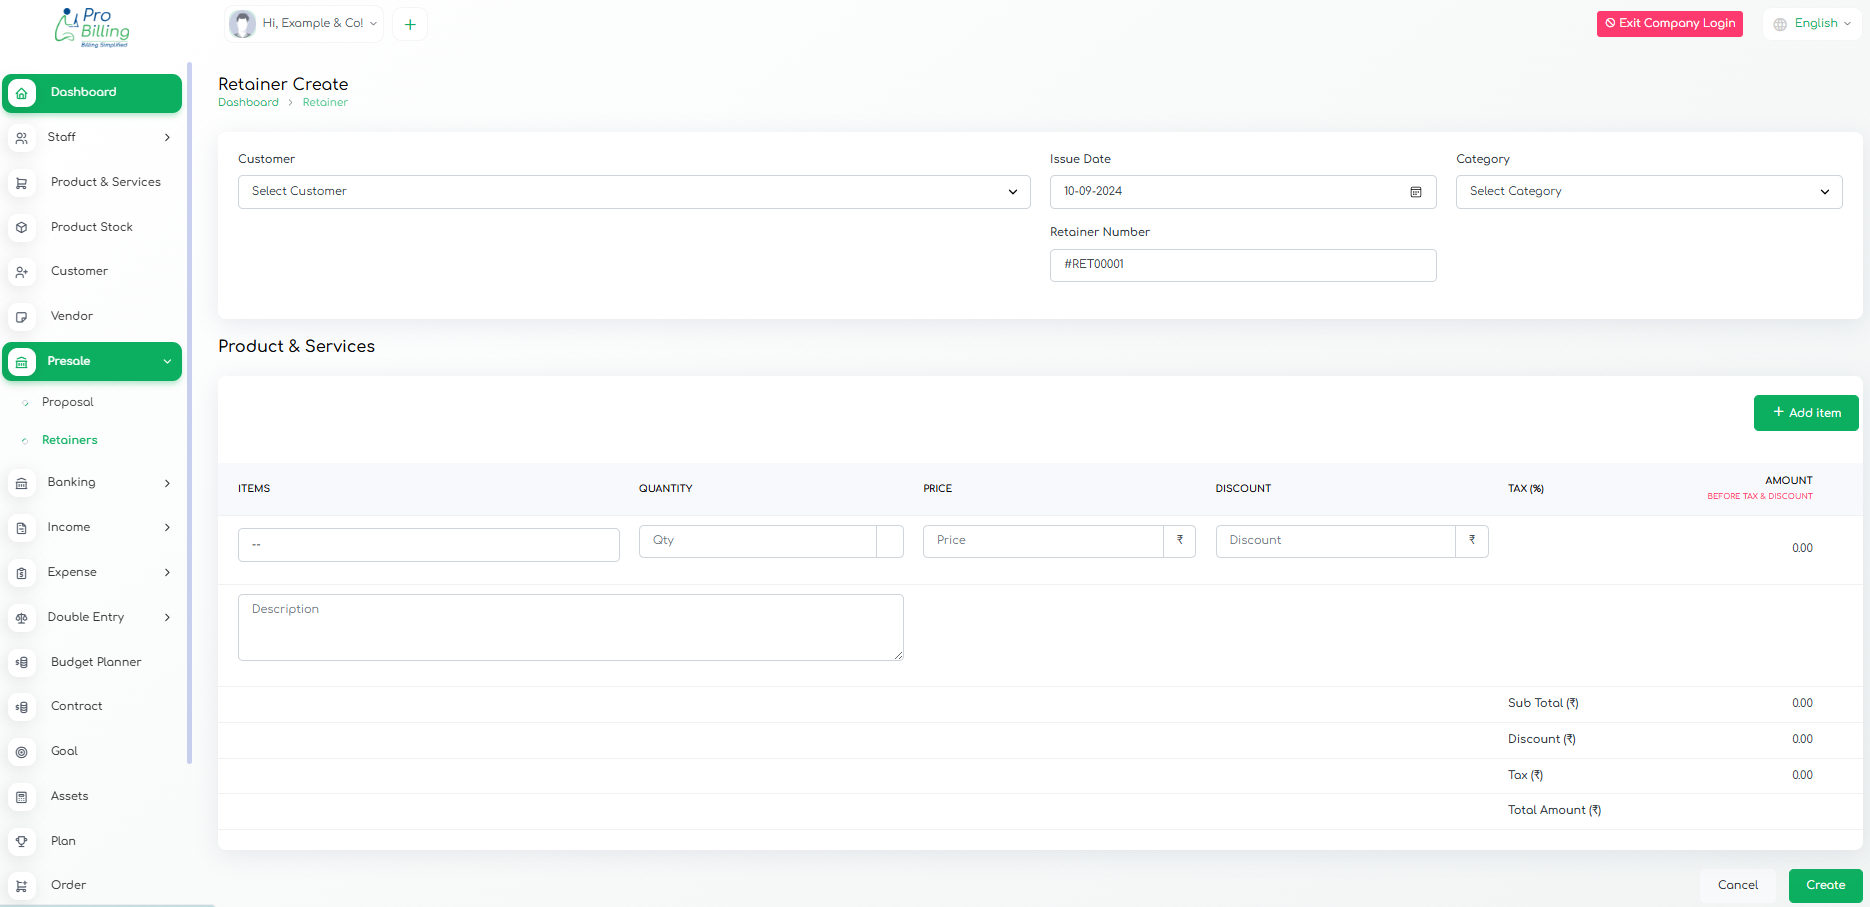 Pro
Billing
Billing Simplified
Hi, Example & Co!
+
Exit Company Login
English
Dashboard
Staff
Product & Services
Product Stock
Customer
Vendor
Presale
Proposal
Retainers
Banking
Income
Expense
Double Entry
Budget Planner
Contract
Goal
Assets
Plan
Order
Retainer Create
Dashboard > Retainer
Customer
Select Customer
Issue Date
10-09-2024
Category
Select Category
Retainer Number
#RET00001
Product & Services
+ Add item
ITEMS QUANTITY PRICE DISCOUNT TAX (%) AMOUNT
BEFORE TAX & DISCOUNT
-- Qty Price ₹ Discount ₹ 0.00
Description
Sub Total (₹) 0.00
Discount (₹) 0.00
Tax (₹) 0.00
Total Amount (₹)
Cancel Create